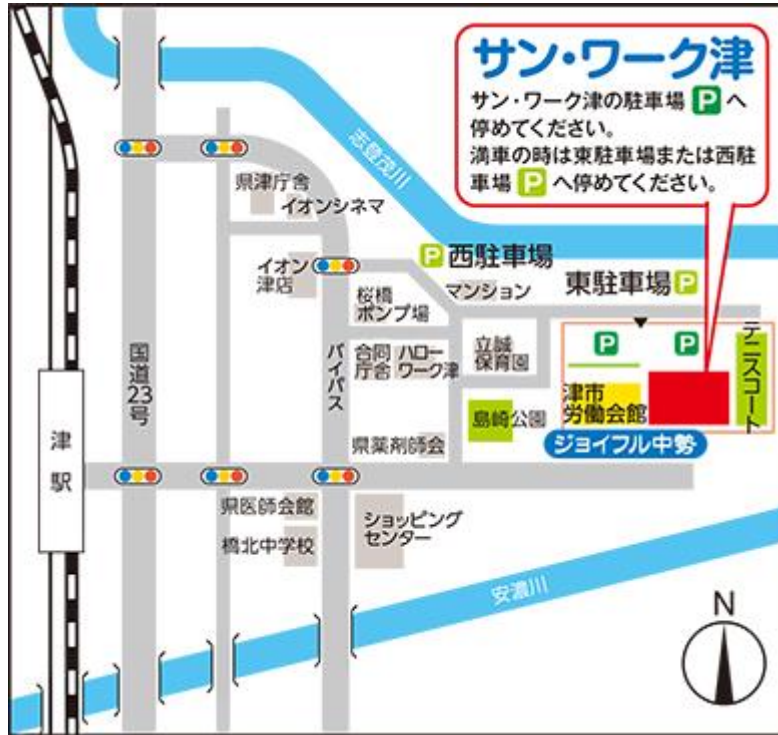 サン・ワーク津
サン・ワーク津の駐車場 P へ
停めてください。
満車の時は東駐車場または西駐
車場 P へ停めてください。
志登茂川
県津庁舎
イオンシネマ
イオン
津店
P 西駐車場
マンション
東駐車場 P
桜橋
ポンプ場
国道23号
バイパス
合同
庁舎
ハロー
ワーク津
立誠
保育園
P
P
テニスコート
津市
労働会館
島崎公園
県薬剤師会
ジョイフル中勢
津駅
県医師会館
橋北中学校
ショッピング
センター
安濃川
N